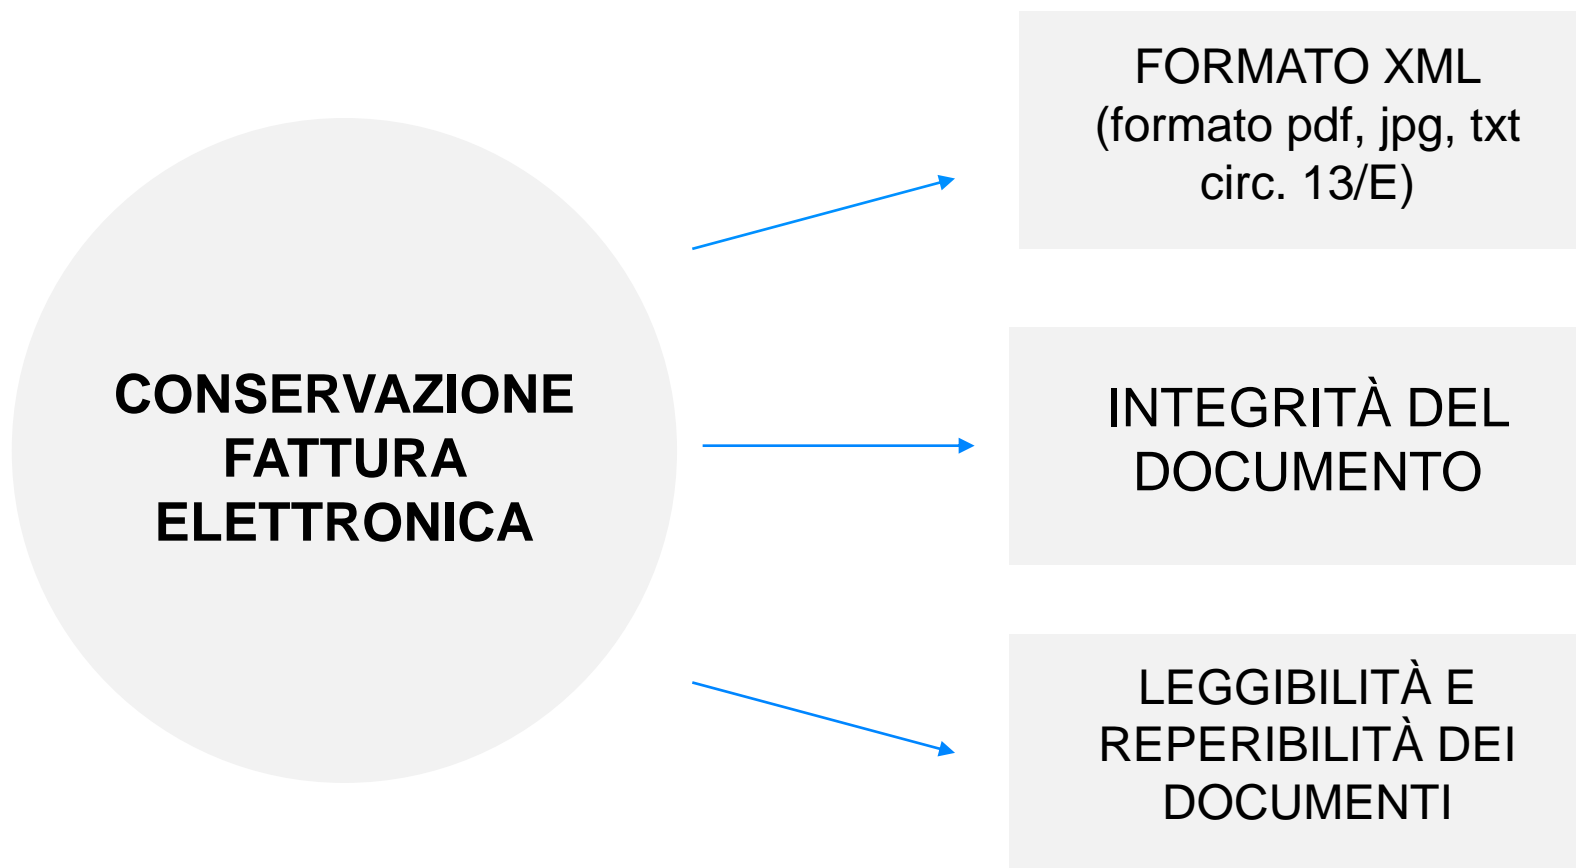 CONSERVAZIONE
FATTURA
ELETTRONICA
FORMATO XML
(formato pdf, jpg, txt
circ. 13/E)
INTEGRITÀ DEL
DOCUMENTO
LEGGIBILITÀ E
REPERIBILITÀ DEI
DOCUMENTI